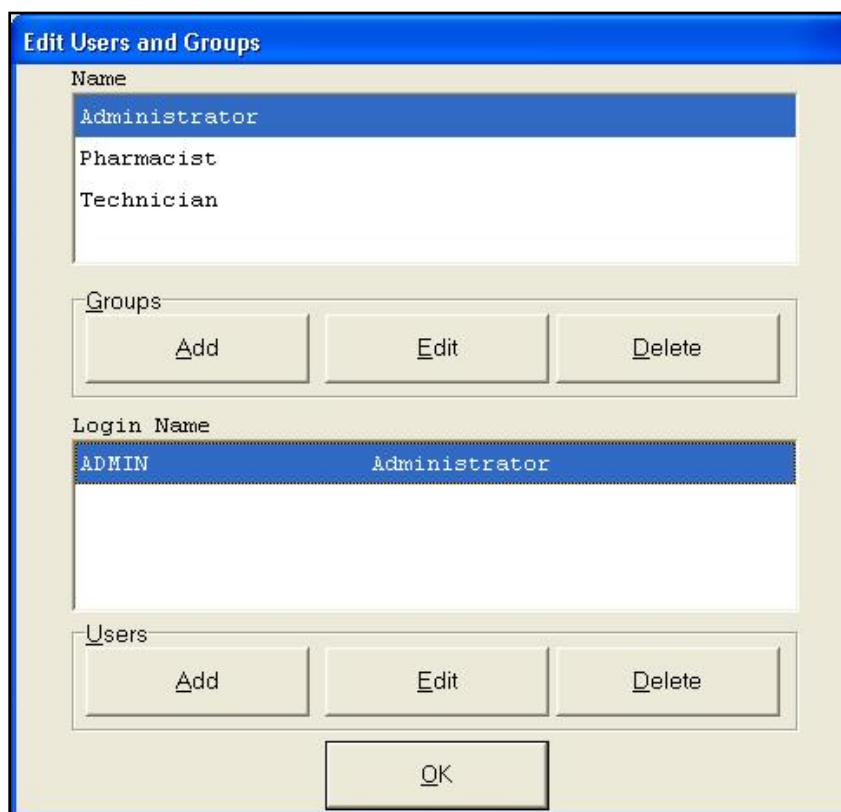 Edit Users and Groups
Name
Administrator
Pharmacist
Technician
Groups
Add Edit Delete
Login Name
ADMIN Administrator
Users
Add Edit Delete
OK